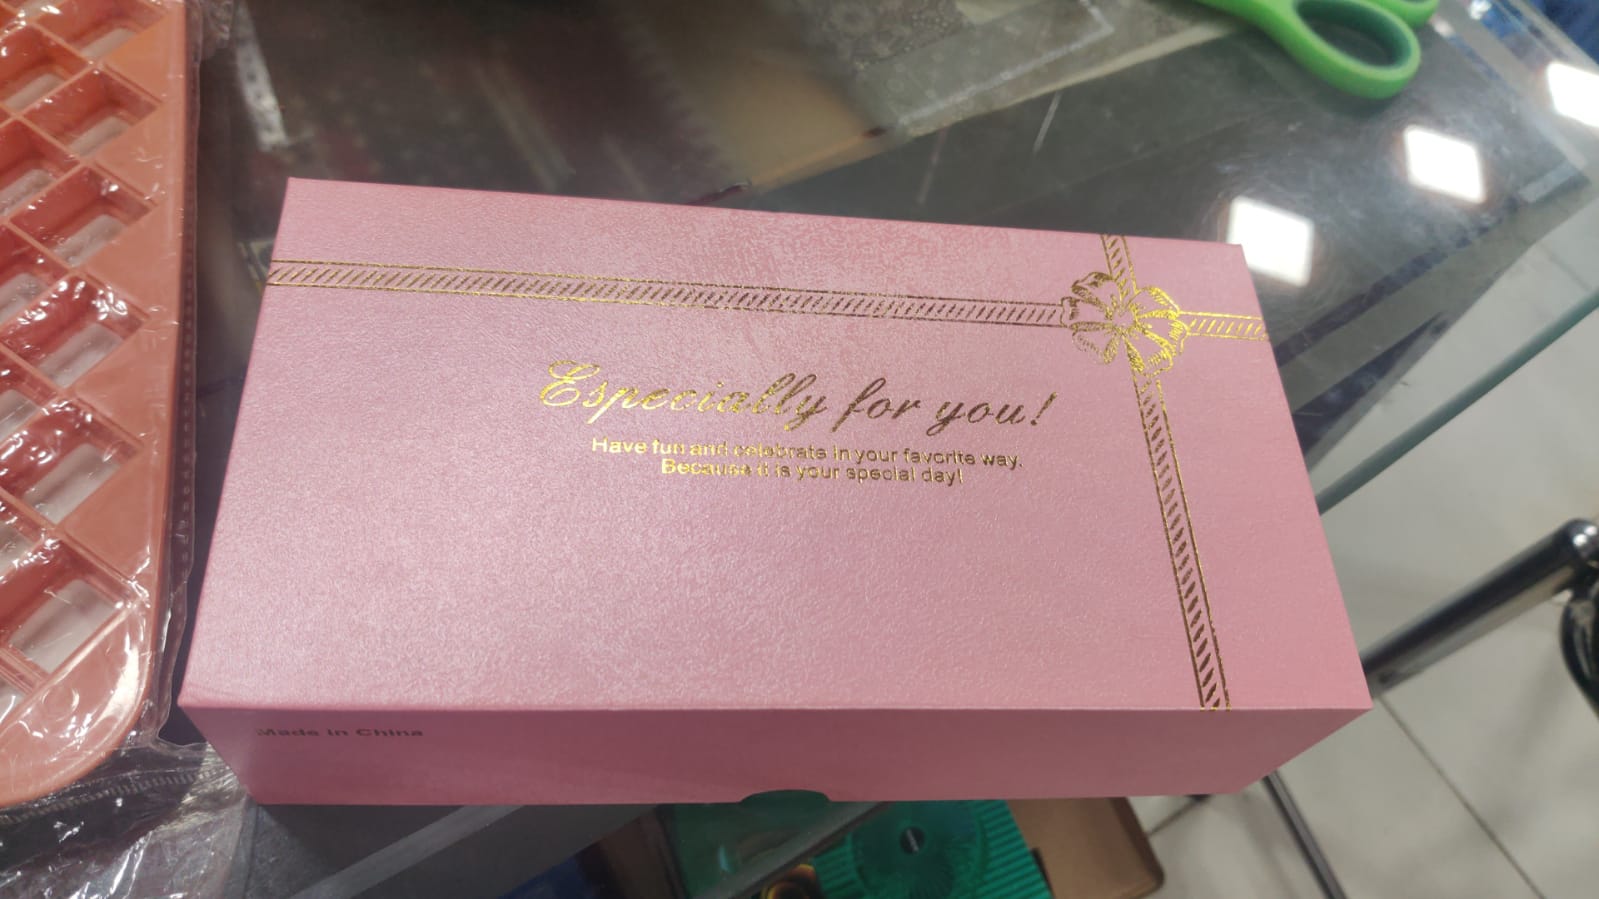 Especially for you!
Have fun and celebrate in your favorite way.
Because it is your special day!
Made in China